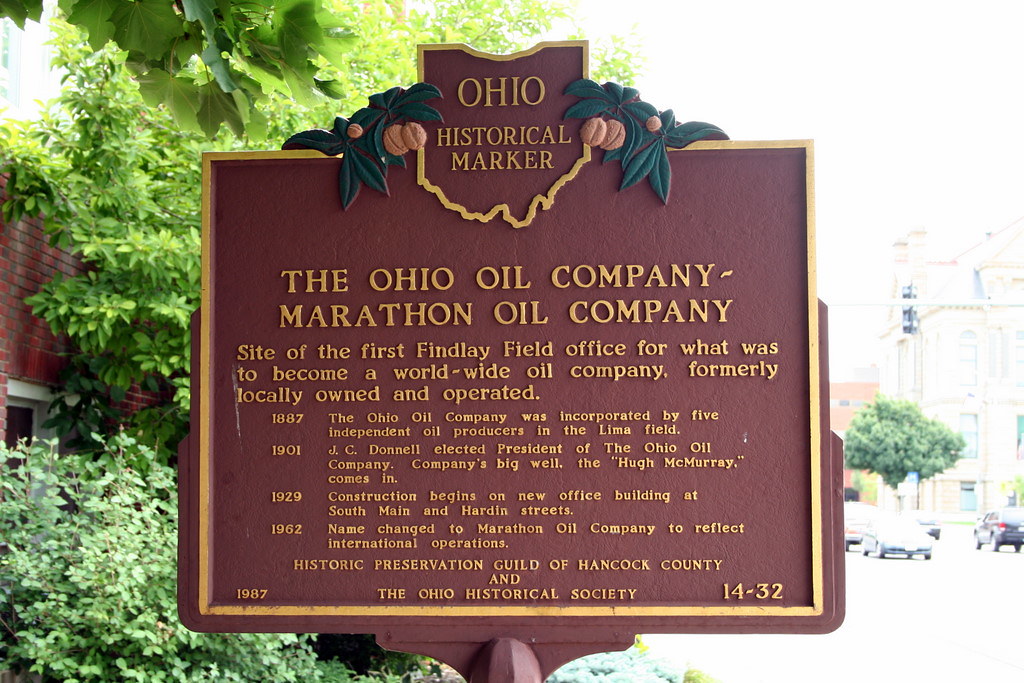 OHIO
HISTORICAL
MARKER
THE OHIO OIL COMPANY-
MARATHON OIL COMPANY
Site of the first Findlay Field office for what was
to become a world-wide oil company, formerly
locally owned and operated.
1887 The Ohio Oil Company was incorporated by five
independent oil producers in the Lima field.
1901 J. C. Donnell elected President of The Ohio Oil
Company. Company's big well, the "Hugh McMurray,"
comes in.
1929 Construction begins on new office building at
South Main and Hardin streets.
1962 Name changed to Marathon Oil Company to reflect
international operations.
HISTORIC PRESERVATION GUILD OF HANCOCK COUNTY
AND
1987 THE OHIO HISTORICAL SOCIETY 14-32